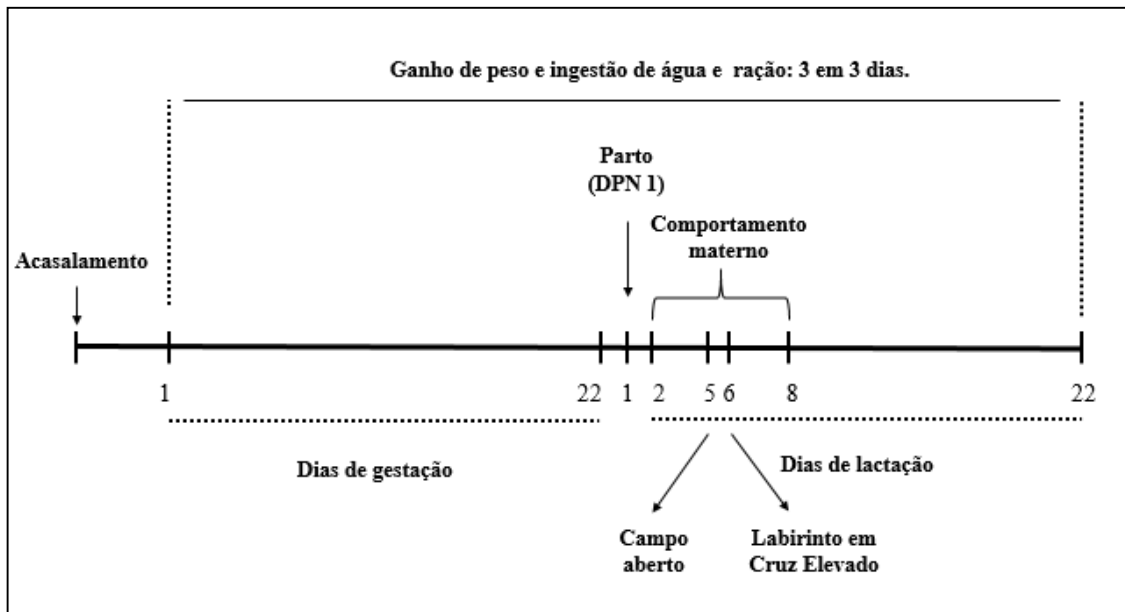 Ganho de peso e ingestão de água e ração: 3 em 3 dias.
Parto
(DPN 1)
Comportamento
materno
Acasalamento
1
22
1
2
5
6
8
22
Dias de gestação
Dias de lactação
Campo
aberto
Labirinto em
Cruz Elevado